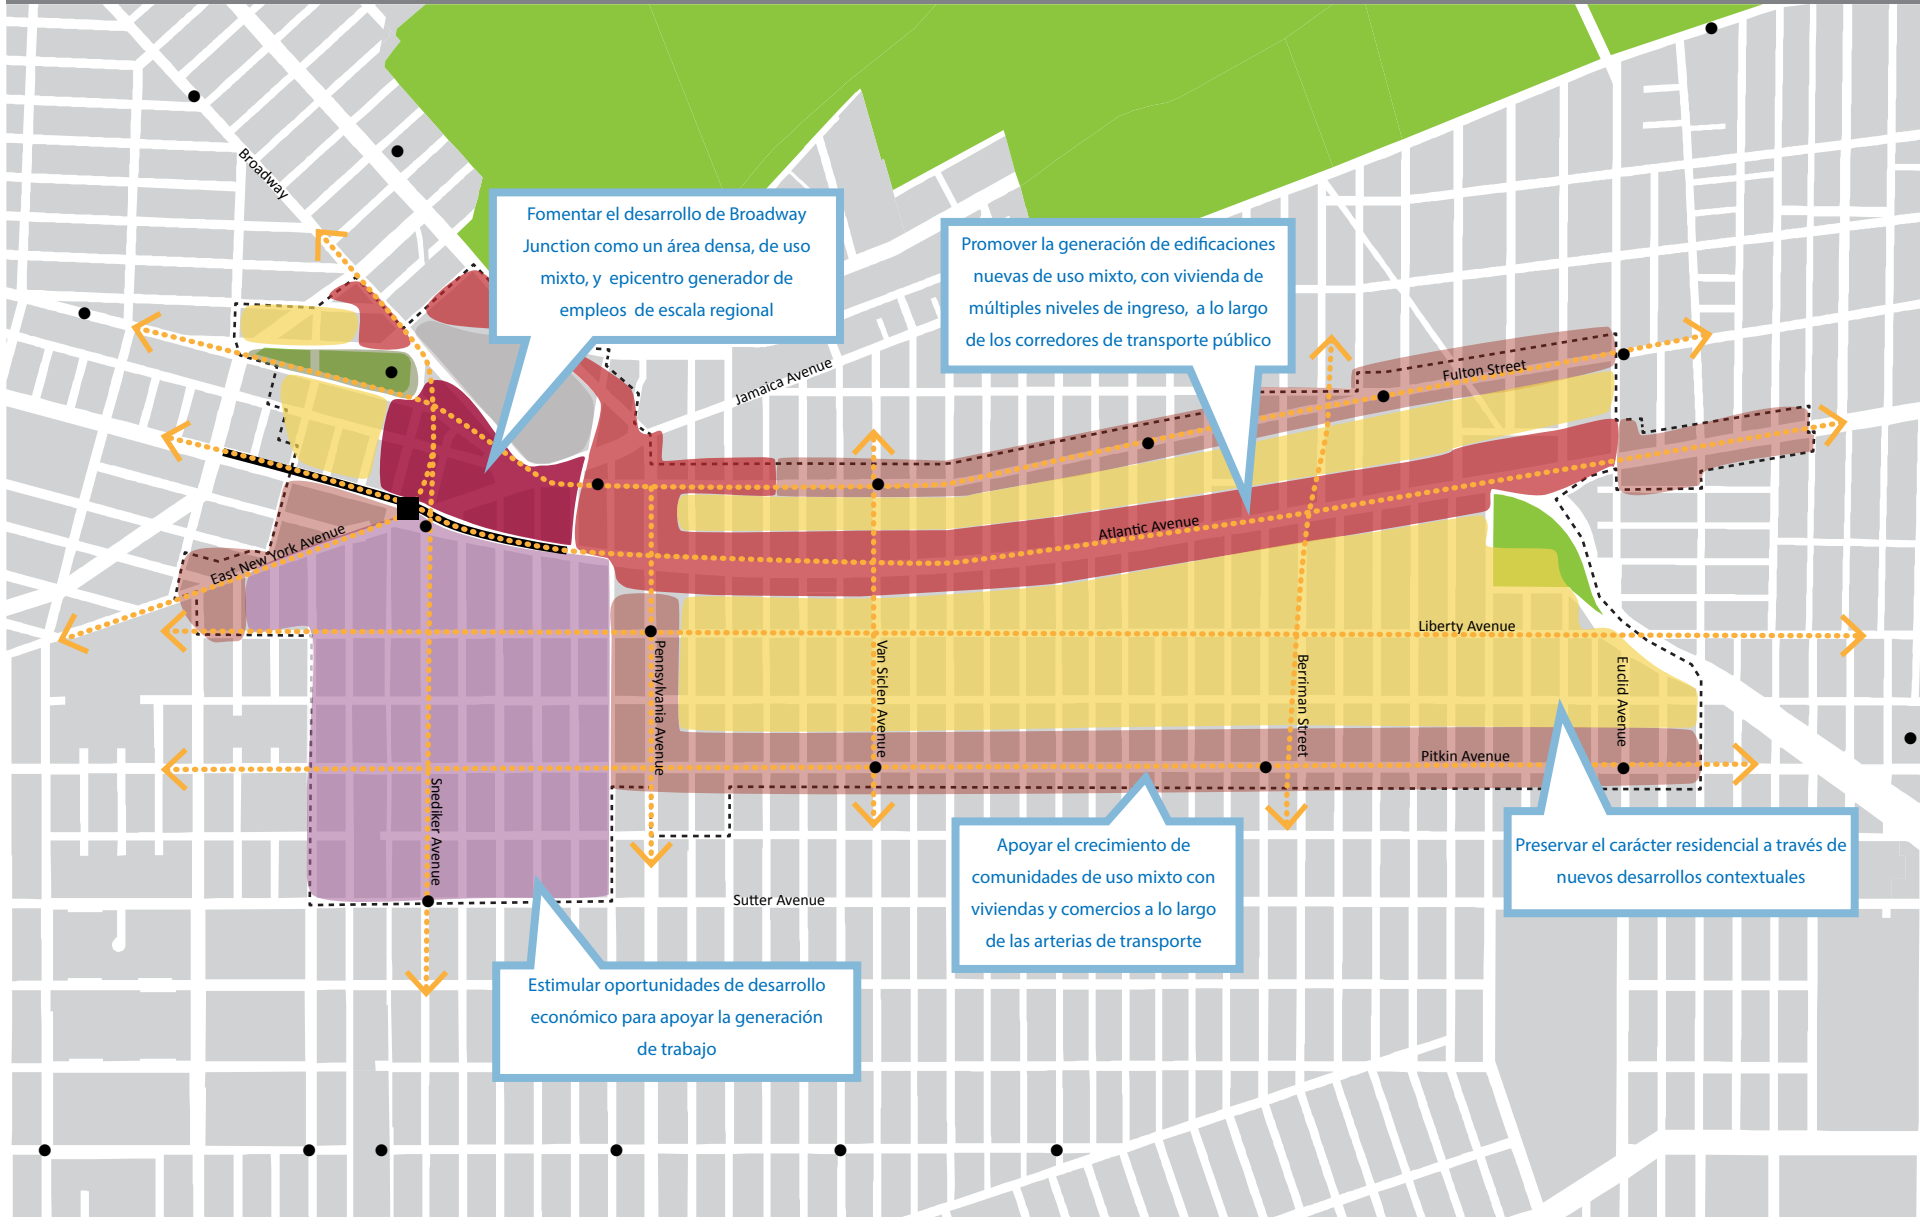 Broadway
Fomentar el desarrollo de Broadway
Junction como un área densa, de uso
mixto, y epicentro generador de
empleos de escala regional
Promover la generación de edificaciones
nuevas de uso mixto, con vivienda de
múltiples niveles de ingreso, a lo largo
de los corredores de transporte público
Jamaica Avenue
Fulton Street
Atlantic Avenue
East New York Avenue
Liberty Avenue
Pennsylvania Avenue
Van Siclen Avenue
Berriman Street
Euclid Avenue
Pitkin Avenue
Snediker Avenue
Sutter Avenue
Apoyar el crecimiento de
comunidades de uso mixto con
viviendas y comercios a lo largo
de las arterias de transporte
Preservar el carácter residencial a través de
nuevos desarrollos contextuales
Estimular oportunidades de desarrollo
económico para apoyar la generación
de trabajo